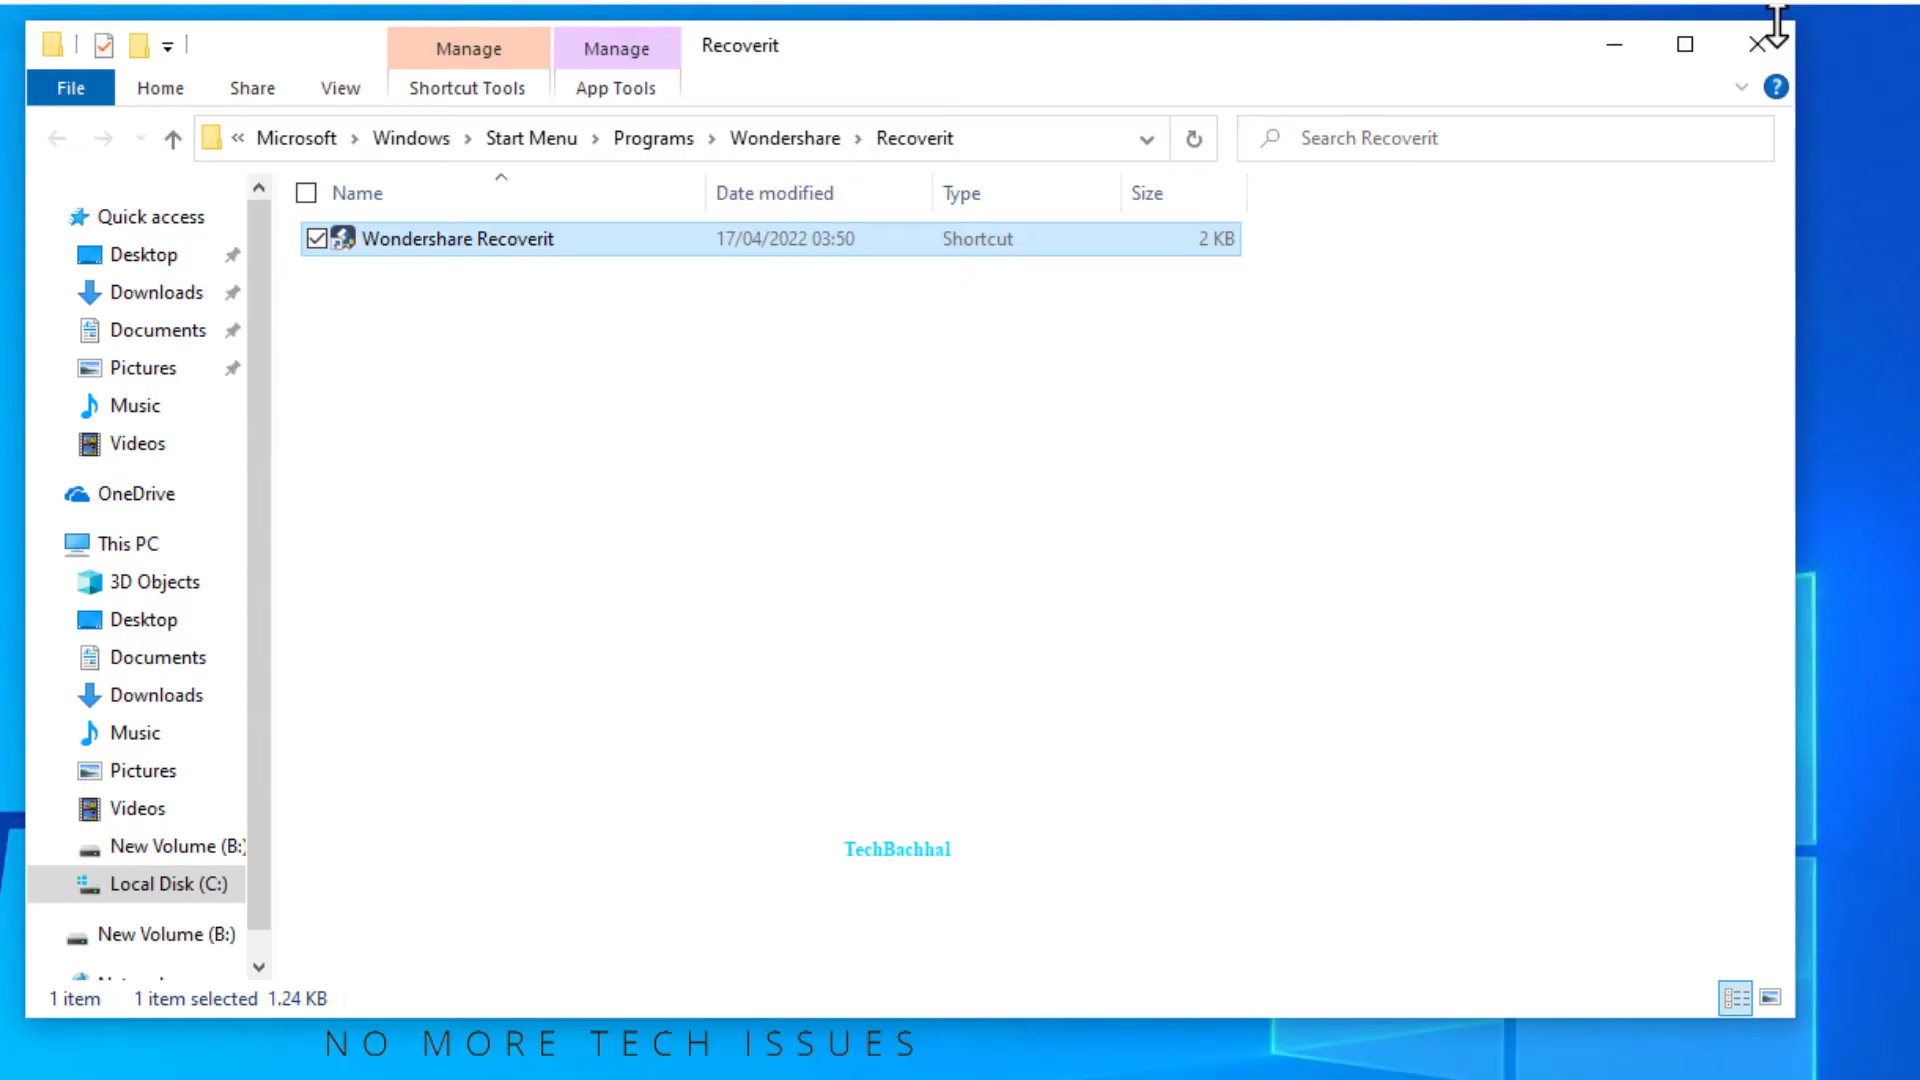 Manage Manage Recoverit
File Home Share View Shortcut Tools App Tools ?
« Microsoft > Windows > Start Menu > Programs > Wondershare > Recoverit Search Recoverit
Name Date modified Type Size
Wondershare Recoverit 17/04/2022 03:50 Shortcut 2 KB
Quick access
Desktop
Downloads
Documents
Pictures
Music
Videos
OneDrive
This PC
3D Objects
Desktop
Documents
Downloads
Music
Pictures
Videos
New Volume (B:)
Local Disk (C:)
New Volume (B:)
TechBachhal
1 item 1 item selected 1.24 KB
NO MORE TECH ISSUES